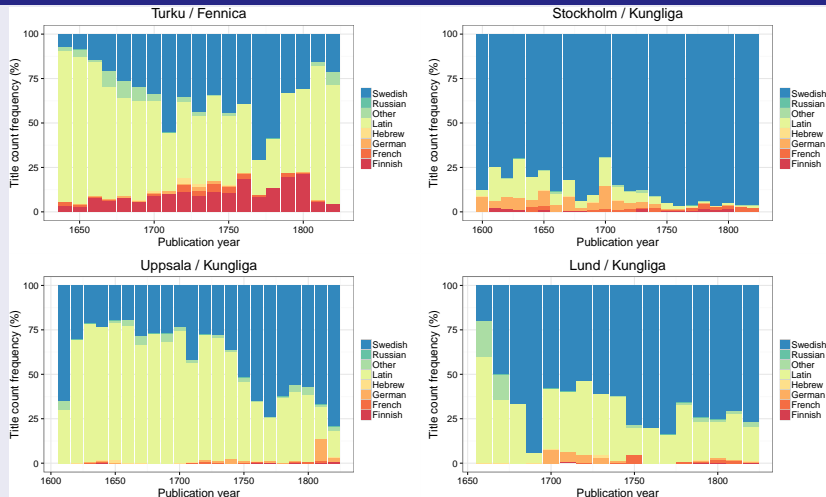 Turku / Fennica
Title count frequency (%)
100
75
50
25
0
1650
1700
1750
1800
Publication year
Swedish
Russian
Other
Latin
Hebrew
German
French
Finnish
Stockholm / Kungliga
Title count frequency (%)
100
75
50
25
0
1600
1650
1700
1750
1800
Publication year
Swedish
Russian
Other
Latin
Hebrew
German
French
Finnish
Uppsala / Kungliga
Title count frequency (%)
100
75
50
25
0
1600
1650
1700
1750
1800
Publication year
Swedish
Russian
Other
Latin
Hebrew
German
French
Finnish
Lund / Kungliga
Title count frequency (%)
100
75
50
25
0
1650
1700
1750
1800
Publication year
Swedish
Russian
Other
Latin
Hebrew
German
French
Finnish